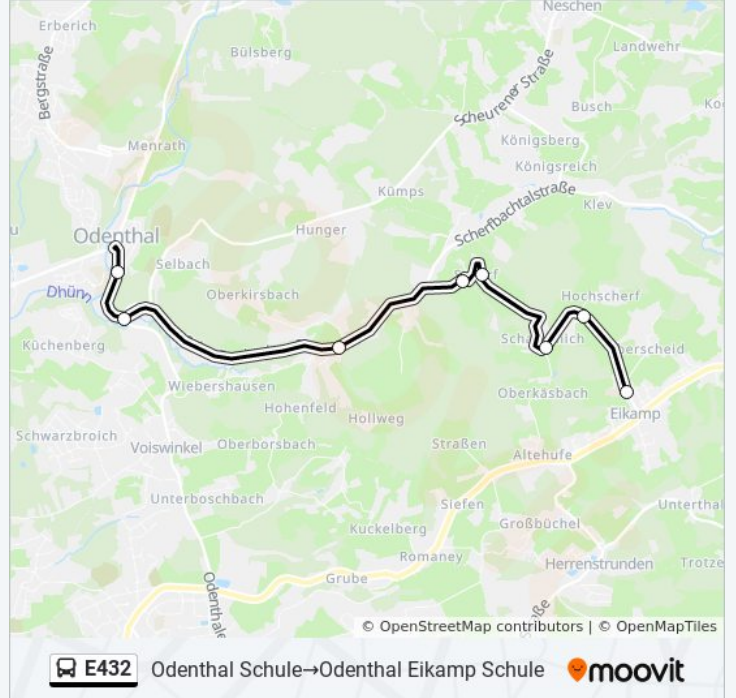 Neschen
Erberich
Landwehr
Bülsberg
Bergstraße
Scheurener Straße
Busch
Königsberg
Menrath
Königsreich
Kümps
Scherfbachtalstraße
Klev
Hunger
Odenthal
Selbach
Dhünn
Oberkirsbach
Hochscherf
Küchenberg
Wiebershausen
Oberkäsbach
Hohenfeld
Eikamp
Hollweg
Schwarzbroich
Voiswinkel
Oberborsbach
Straßen
Altehufe
Unterboschbach
Siefen
Unterthal
Großbüchel
Kuckelberg
Romaney
Herrenstrunden
Trotze
Grube
Odenthale
© OpenStreetMap contributors | © OpenMapTiles
E432 Odenthal Schule→Odenthal Eikamp Schule moovit